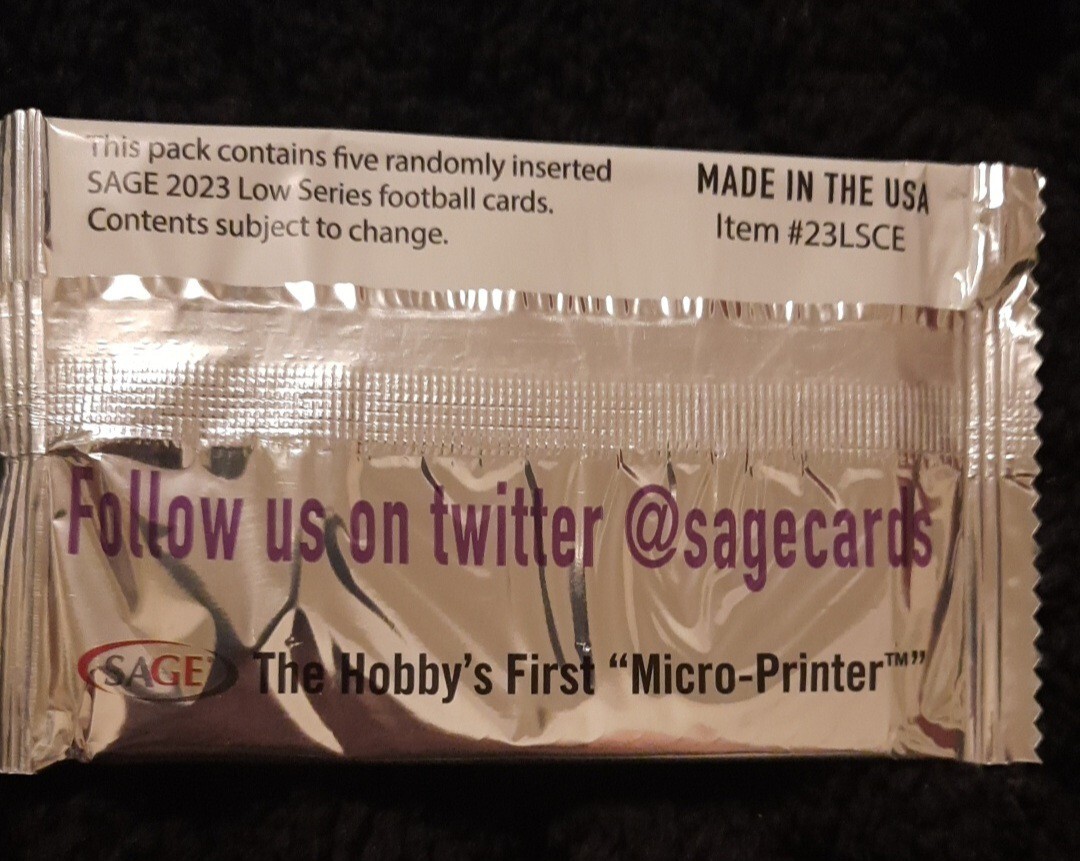 This pack contains five randomly inserted
SAGE 2023 Low Series football cards.
Contents subject to change.
MADE IN THE USA
Item #23LSCE
Follow us on twitter @sagecards
SAGE The Hobby's First “Micro-Printer™”